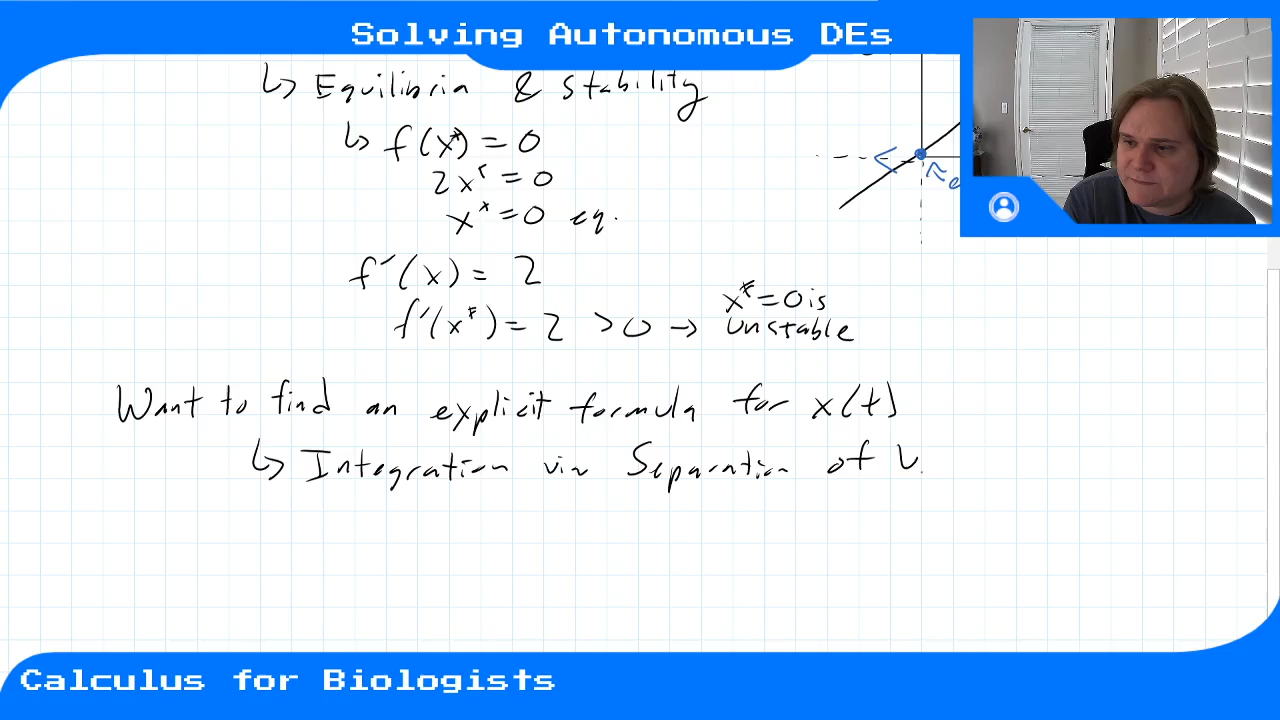 Solving Autonomous DEs
↳ Equilibria & Stability
↳ f(x*) = 0
2x* = 0
x* = 0 eq.
f'(x) = 2
f'(x*) = 2 > 0 → x* = 0 is
unstable
Want to find an explicit formula for x(t)
↳ Integration via Separation of V
Calculus for Biologists